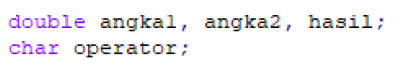 double angka1, angka2, hasil;
char operator;